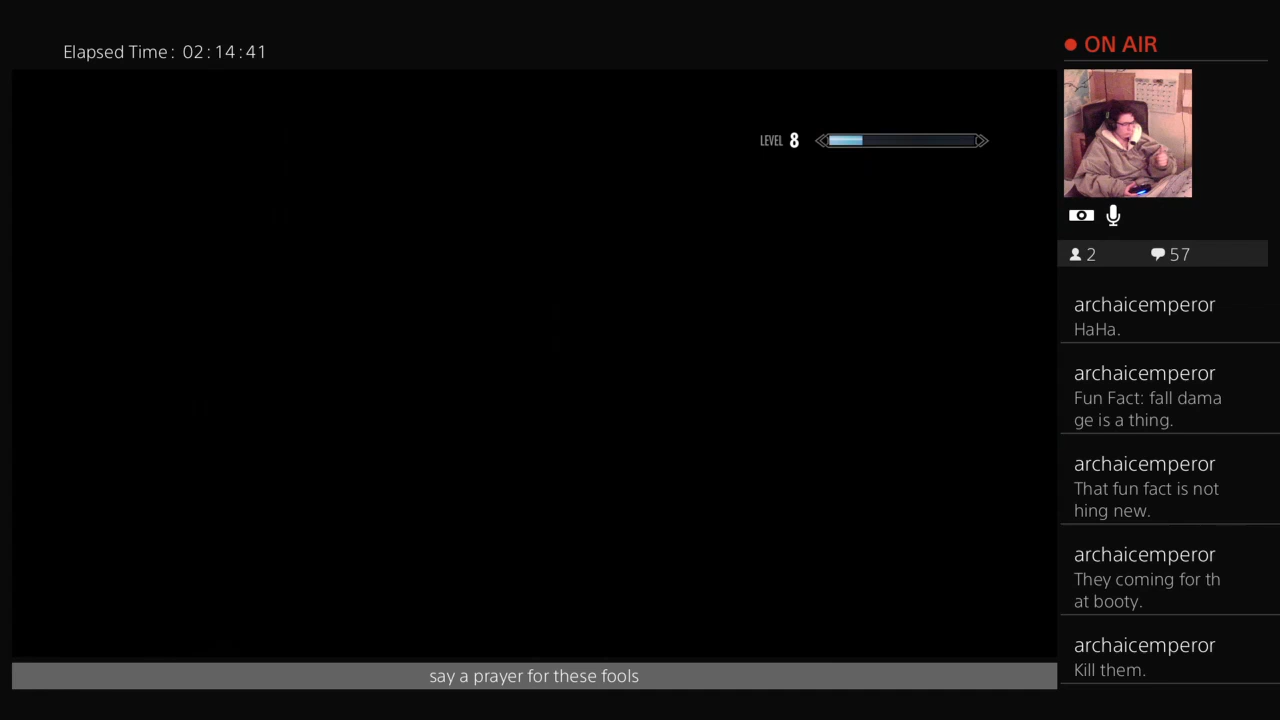 Elapsed Time: 02:14:41
ON AIR
LEVEL 8
2 57
archaicemperor
HaHa.
archaicemperor
Fun Fact: fall dama
ge is a thing.
archaicemperor
That fun fact is not
hing new.
archaicemperor
They coming for th
at booty.
archaicemperor
Kill them.
say a prayer for these fools